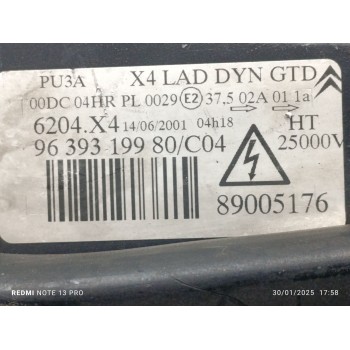 PU3A X4 LAD DYN GTD
00DC 04HR PL 0029 E2 37,5 02A 01 1a
6204.X4 14/06/2001 04h18 HT
96 393 199 80/C04 25000V
89005176
REDMI NOTE 13 PRO 30/01/2025 17:58